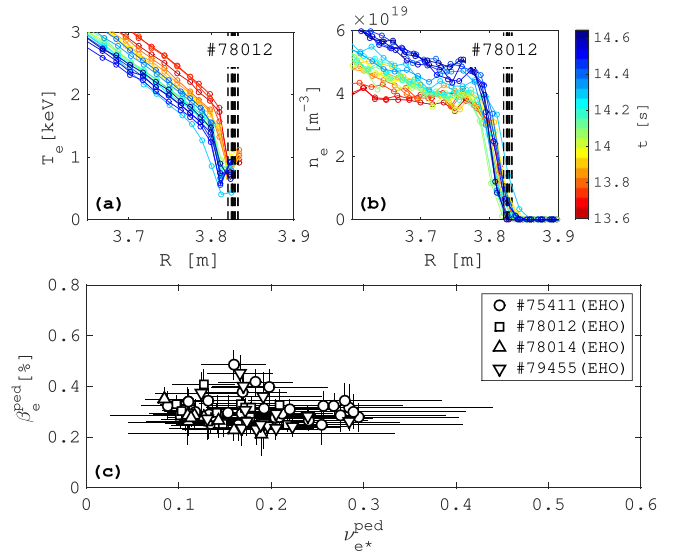 #78012
3
2
1
0
T_e [keV]
(a)
3.7 3.8 3.9
R [m]
×10^19
#78012
6
4
2
0
n_e [m^-3]
(b)
3.7 3.8 3.9
R [m]
14.6
14.4
14.2
14
13.8
13.6
t [s]
0.8
0.6
0.4
0.2
0
β_e^ped [%]
#75411(EHO)
#78012(EHO)
#78014(EHO)
#79455(EHO)
(c)
0 0.1 0.2 0.3 0.4 0.5 0.6
ν_e*^ped